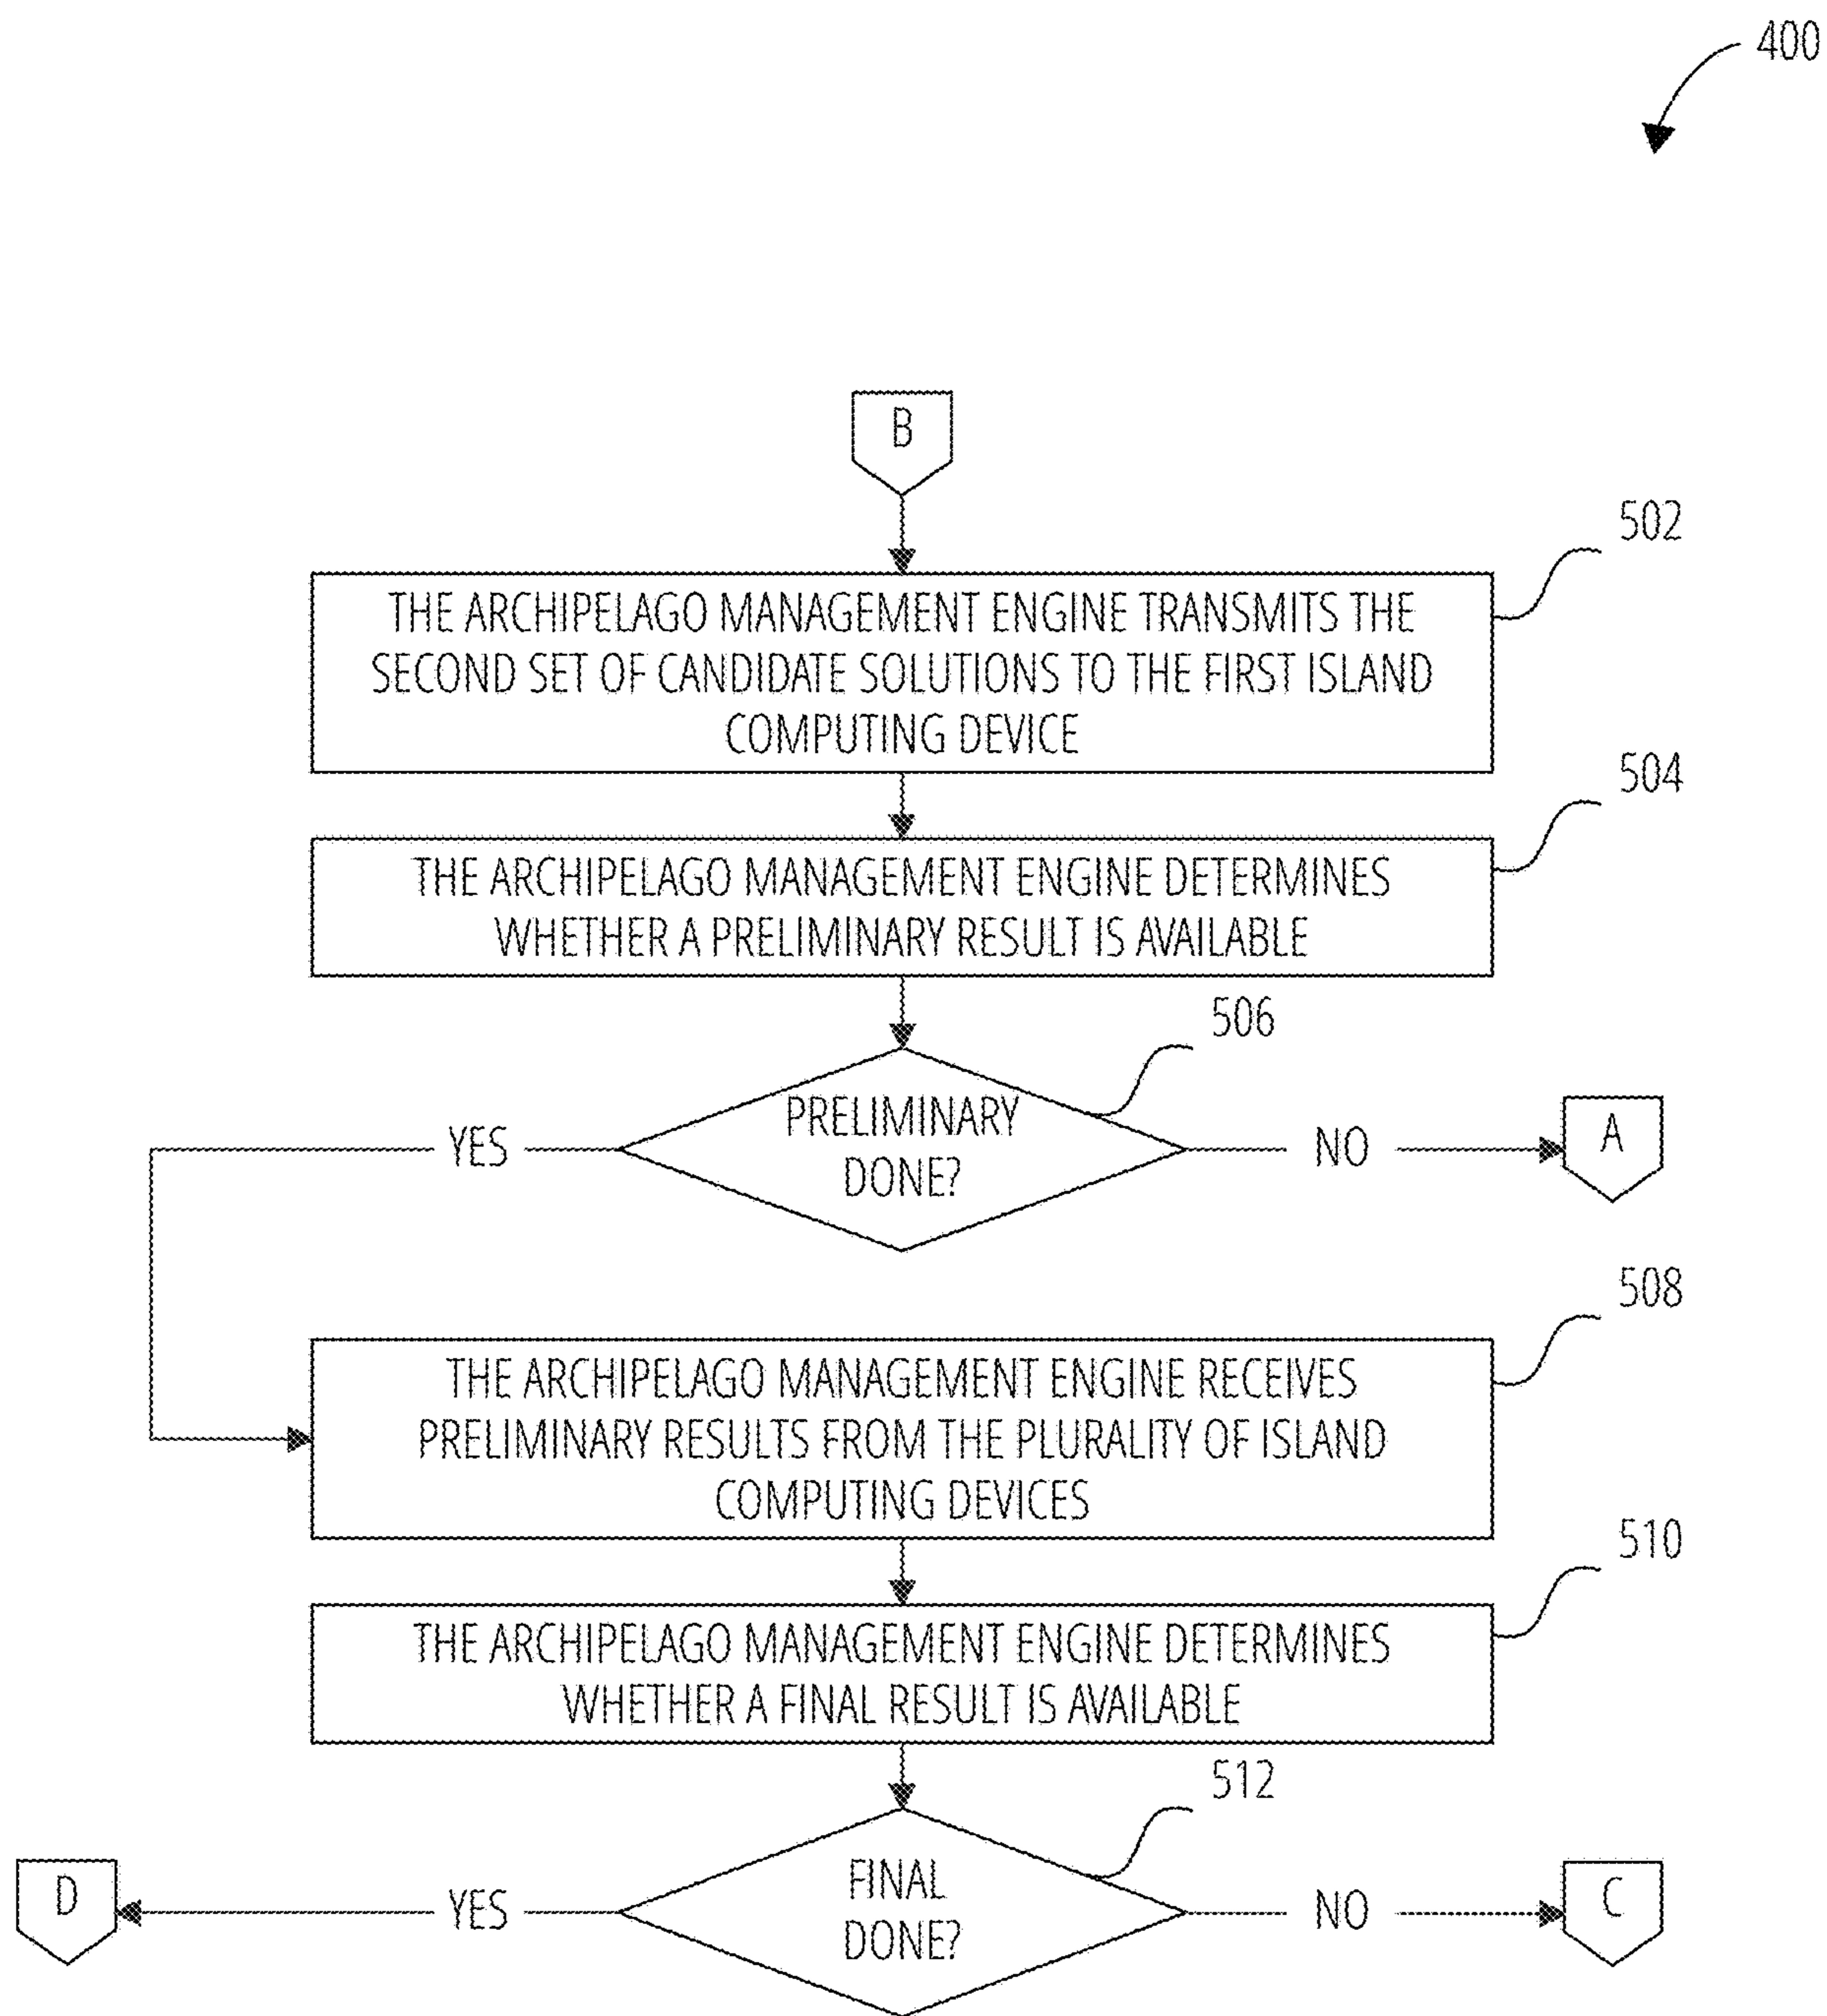 400
B
502
THE ARCHIPELAGO MANAGEMENT ENGINE TRANSMITS THE
SECOND SET OF CANDIDATE SOLUTIONS TO THE FIRST ISLAND
COMPUTING DEVICE
504
THE ARCHIPELAGO MANAGEMENT ENGINE DETERMINES
WHETHER A PRELIMINARY RESULT IS AVAILABLE
506
PRELIMINARY
DONE?
YES
NO
A
508
THE ARCHIPELAGO MANAGEMENT ENGINE RECEIVES
PRELIMINARY RESULTS FROM THE PLURALITY OF ISLAND
COMPUTING DEVICES
510
THE ARCHIPELAGO MANAGEMENT ENGINE DETERMINES
WHETHER A FINAL RESULT IS AVAILABLE
512
FINAL
DONE?
D
YES
NO
C